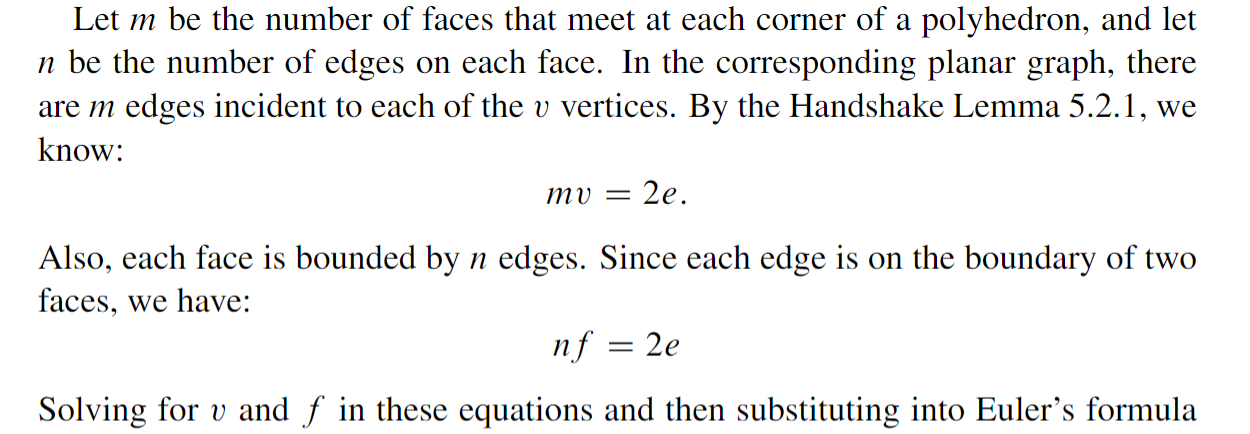 Let m be the number of faces that meet at each corner of a polyhedron, and let
n be the number of edges on each face. In the corresponding planar graph, there
are m edges incident to each of the v vertices. By the Handshake Lemma 5.2.1, we
know:
mv = 2e.
Also, each face is bounded by n edges. Since each edge is on the boundary of two
faces, we have:
nf = 2e
Solving for v and f in these equations and then substituting into Euler’s formula